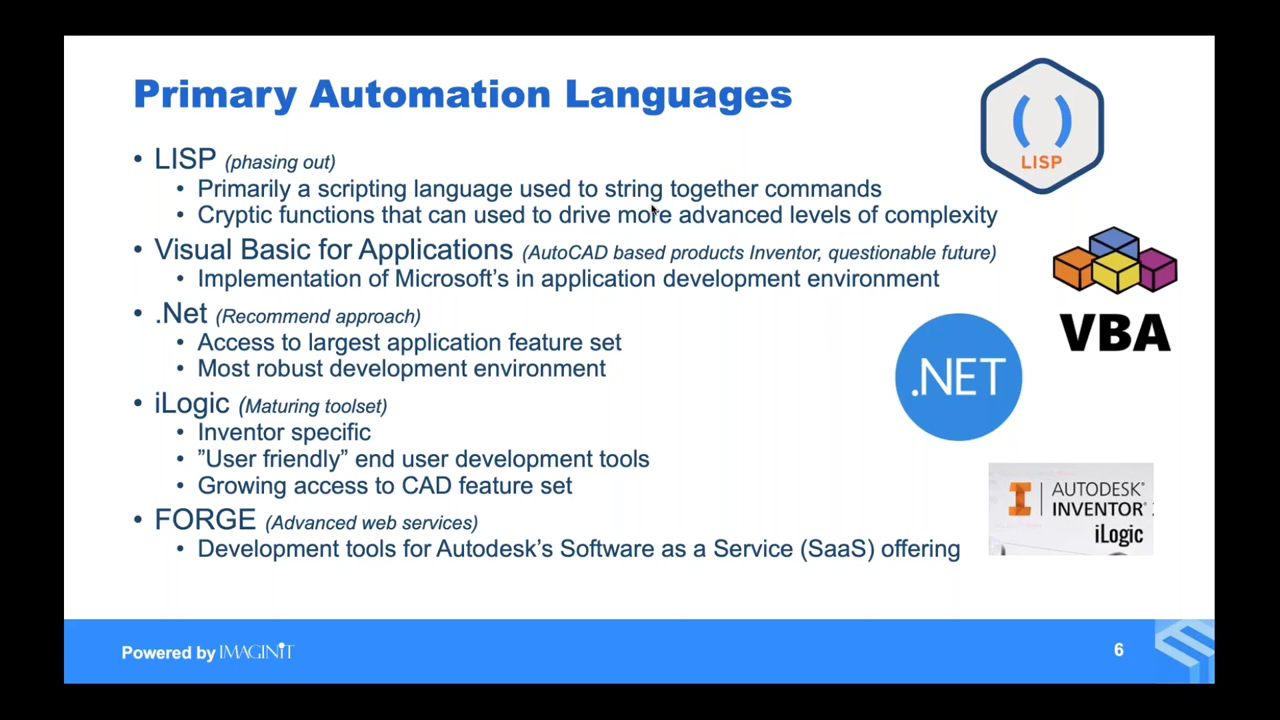 Primary Automation Languages
( )
LISP
• LISP (phasing out)
• Primarily a scripting language used to string together commands
• Cryptic functions that can used to drive more advanced levels of complexity
• Visual Basic for Applications (AutoCAD based products Inventor, questionable future)
• Implementation of Microsoft's in application development environment
VBA
• .Net (Recommend approach)
• Access to largest application feature set
• Most robust development environment
.NET
• iLogic (Maturing toolset)
• Inventor specific
• ”User friendly” end user development tools
• Growing access to CAD feature set
I AUTODESK®
INVENTOR®
iLogic
• FORGE (Advanced web services)
• Development tools for Autodesk's Software as a Service (SaaS) offering
Powered by IMAGINiT
6